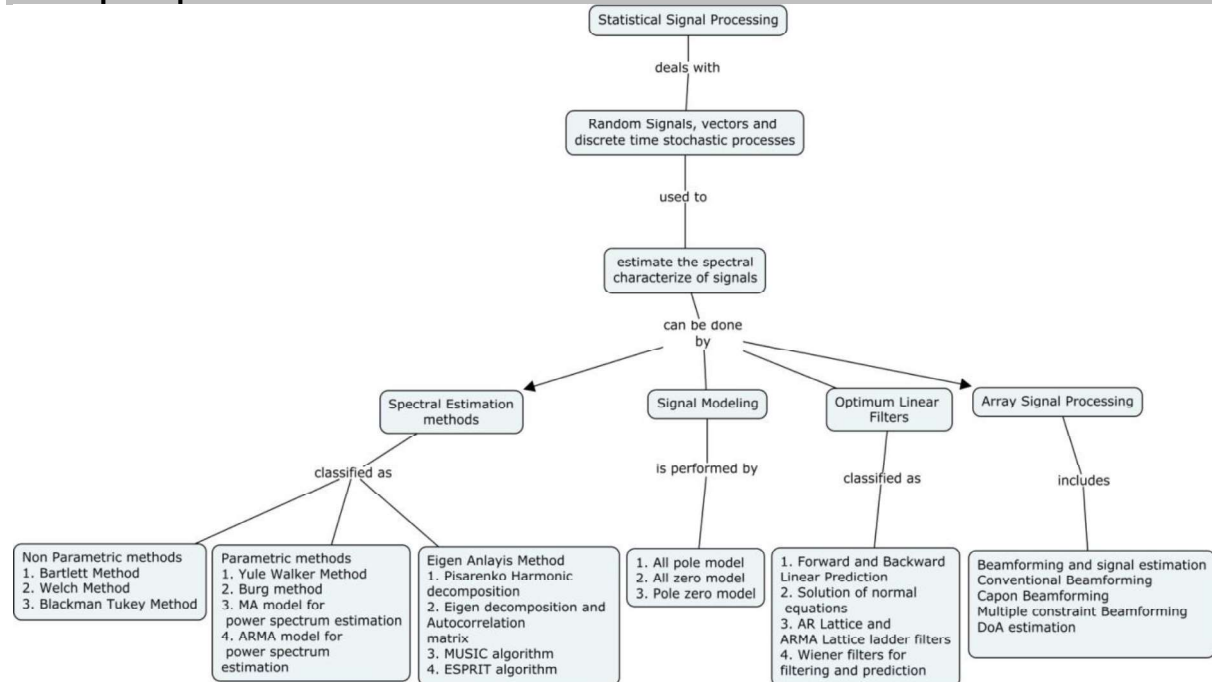 Statistical Signal Processing
deals with
Random Signals, vectors and
discrete time stochastic processes
used to
estimate the spectral
characterize of signals
can be done
by
Spectral Estimation
methods
Signal Modeling
Optimum Linear
Filters
Array Signal Processing
classified as
is performed by
classified as
includes
Non Parametric methods
1. Bartlett Method
2. Welch Method
3. Blackman Tukey Method
Parametric methods
1. Yule Walker Method
2. Burg method
3. MA model for
power spectrum estimation
4. ARMA model for
power spectrum
estimation
Eigen Anlayis Method
1. Pisarenko Harmonic
decomposition
2. Eigen decomposition and
Autocorrelation
matrix
3. MUSIC algorithm
4. ESPRIT algorithm
1. All pole model
2. All zero model
3. Pole zero model
1. Forward and Backward
Linear Prediction
2. Solution of normal
equations
3. AR Lattice and
ARMA Lattice ladder filters
4. Wiener filters for
filtering and prediction
Beamforming and signal estimation
Conventional Beamforming
Capon Beamforming
Multiple constraint Beamforming
DoA estimation